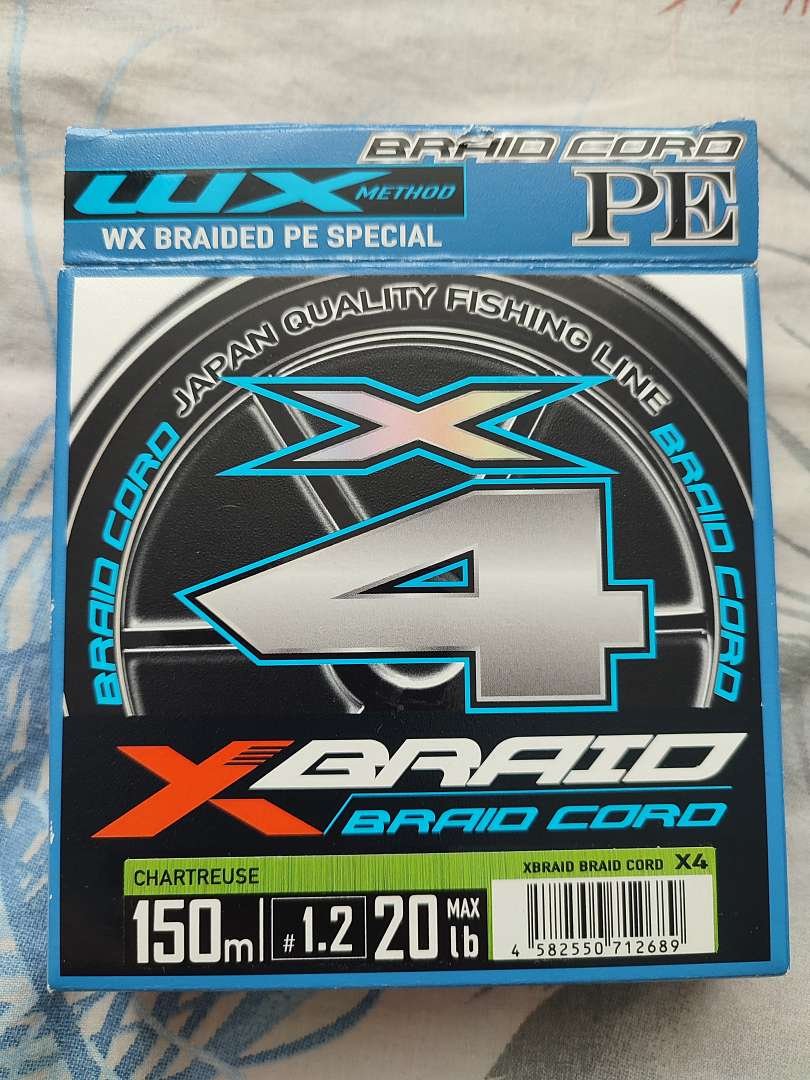 BRAID CORD
WX METHOD
PE
WX BRAIDED PE SPECIAL
JAPAN QUALITY FISHING LINE
BRAID CORD
BRAID CORD
X
4
XBRAID
BRAID CORD
CHARTREUSE
XBRAID BRAID CORD X4
150m #1.2 20 MAX lb
4 582550 712689